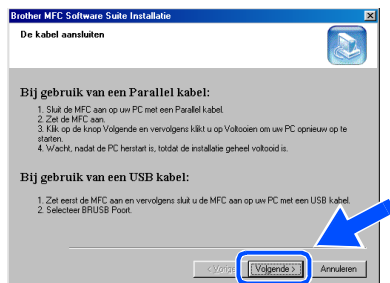 Brother MFC Software Suite Installatie
De kabel aansluiten
Bij gebruik van een Parallel kabel:
1. Sluit de MFC aan op uw PC met een Parallel kabel.
2. Zet de MFC aan.
3. Klik op de knop Volgende en vervolgens klikt u op Voltooien om uw PC opnieuw op te
starten.
4. Wacht, nadat de PC herstart is, totdat de installatie geheel voltooid is.
Bij gebruik van een USB kabel:
1. Zet eerst de MFC aan en vervolgens sluit u de MFC aan op uw PC met een USB kabel.
2. Selecteer BRUSB Poort.
Volgende > Annuleren